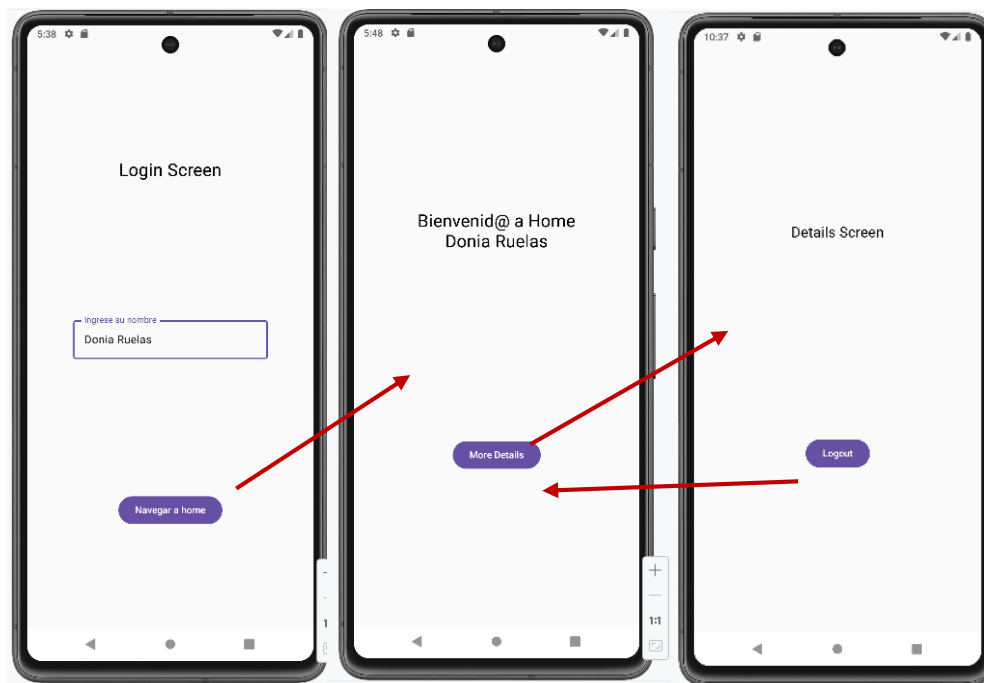 5:38
Login Screen
Ingrese su nombre
Donia Ruelas
Navegar a home
5:48
Bienvenid@ a Home
Donia Ruelas
More Details
1:1
10:37
Details Screen
Logout